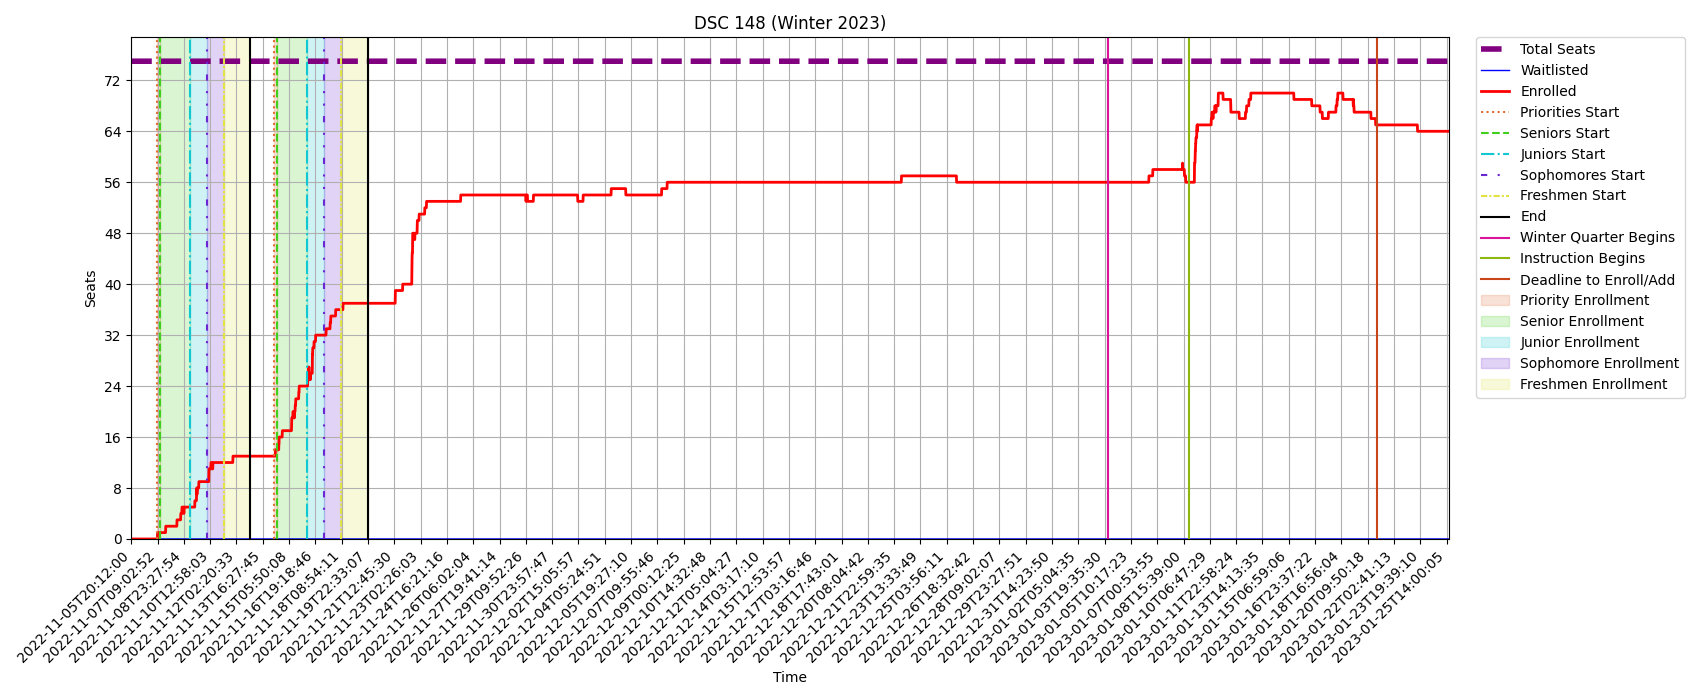 DSC 148 (Winter 2023)
Seats
72
64
56
48
40
32
24
16
8
0
2022-11-05T20:12:00
2022-11-07T09:02:52
2022-11-08T23:27:54
2022-11-10T12:58:03
2022-11-12T02:20:33
2022-11-13T16:27:45
2022-11-15T05:50:08
2022-11-16T19:18:46
2022-11-18T08:54:11
2022-11-19T22:33:07
2022-11-21T12:45:30
2022-11-23T02:26:03
2022-11-24T16:21:16
2022-11-26T06:02:04
2022-11-27T19:41:14
2022-11-29T09:52:26
2022-11-30T23:57:47
2022-12-02T15:05:57
2022-12-04T05:24:51
2022-12-05T19:27:10
2022-12-07T09:55:46
2022-12-09T00:12:25
2022-12-10T14:32:48
2022-12-12T05:04:27
2022-12-14T03:17:10
2022-12-15T12:53:57
2022-12-17T03:16:46
2022-12-18T17:43:01
2022-12-20T08:04:42
2022-12-21T22:59:35
2022-12-23T13:33:49
2022-12-25T03:56:11
2022-12-26T18:32:42
2022-12-28T09:02:07
2022-12-29T23:27:51
2022-12-31T14:23:50
2023-01-02T05:04:35
2023-01-03T19:35:30
2023-01-05T10:17:23
2023-01-07T00:53:55
2023-01-08T15:39:00
2023-01-10T06:47:29
2023-01-11T22:58:24
2023-01-13T14:13:35
2023-01-15T06:59:06
2023-01-16T23:37:22
2023-01-18T16:56:04
2023-01-20T09:50:18
2023-01-22T02:41:13
2023-01-23T19:39:10
2023-01-25T14:00:05
Time
Total Seats
Waitlisted
Enrolled
Priorities Start
Seniors Start
Juniors Start
Sophomores Start
Freshmen Start
End
Winter Quarter Begins
Instruction Begins
Deadline to Enroll/Add
Priority Enrollment
Senior Enrollment
Junior Enrollment
Sophomore Enrollment
Freshmen Enrollment